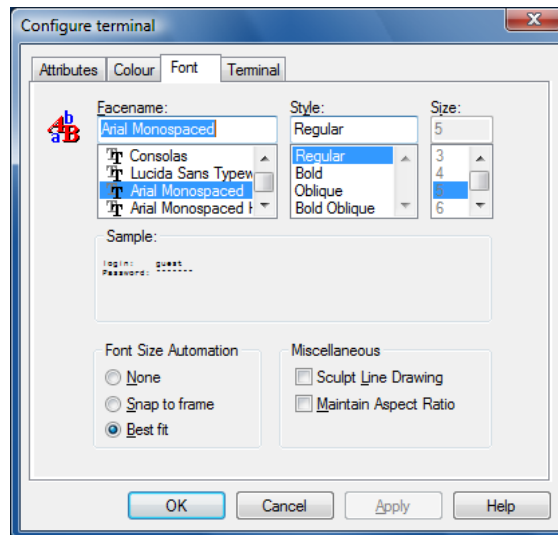 Configure terminal
Attributes Colour Font Terminal
Facename: Style: Size:
Arial Monospaced Regular 5
Consolas Regular 3
Lucida Sans Typew Bold 4
Arial Monospaced Oblique 5
Arial Monospaced H Bold Oblique 6
Sample:
login: guest
Password: -------
Font Size Automation Miscellaneous
None Sculpt Line Drawing
Snap to frame Maintain Aspect Ratio
Best fit
OK Cancel Apply Help